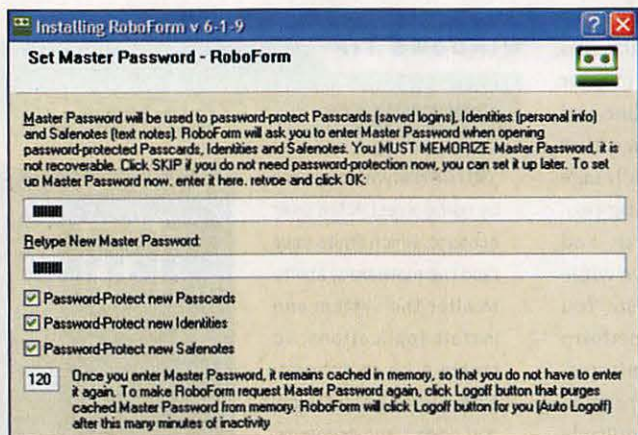 Installing RoboForm v 6-1-9
Set Master Password - RoboForm
Master Password will be used to password-protect Passcards (saved logins), Identities (personal info)
and Safenotes (text notes). RoboForm will ask you to enter Master Password when opening
password-protected Passcards, Identities and Safenotes. You MUST MEMORIZE Master Password, it is
not recoverable. Click SKIP if you do not need password-protection now, you can set it up later. To set
up Master Password now, enter it here, retype and click OK:
Retype New Master Password:
Password-Protect new Passcards
Password-Protect new Identities
Password-Protect new Safenotes
120 Once you enter Master Password, it remains cached in memory, so that you do not have to enter
it again. To make RoboForm request Master Password again, click Logoff button that purges
cached Master Password from memory. RoboForm will click Logoff button for you (Auto Logoff)
after this many minutes of inactivity